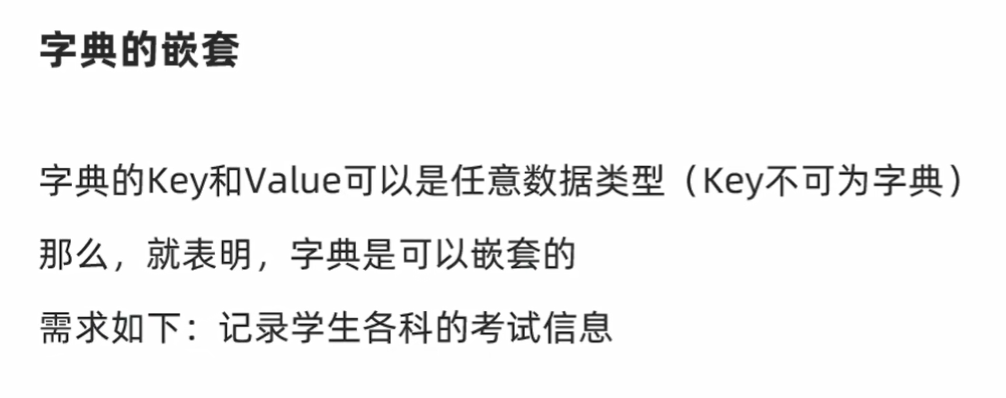 字典的嵌套
字典的Key和Value可以是任意数据类型（Key不可为字典）
那么，就表明，字典是可以嵌套的
需求如下：记录学生各科的考试信息